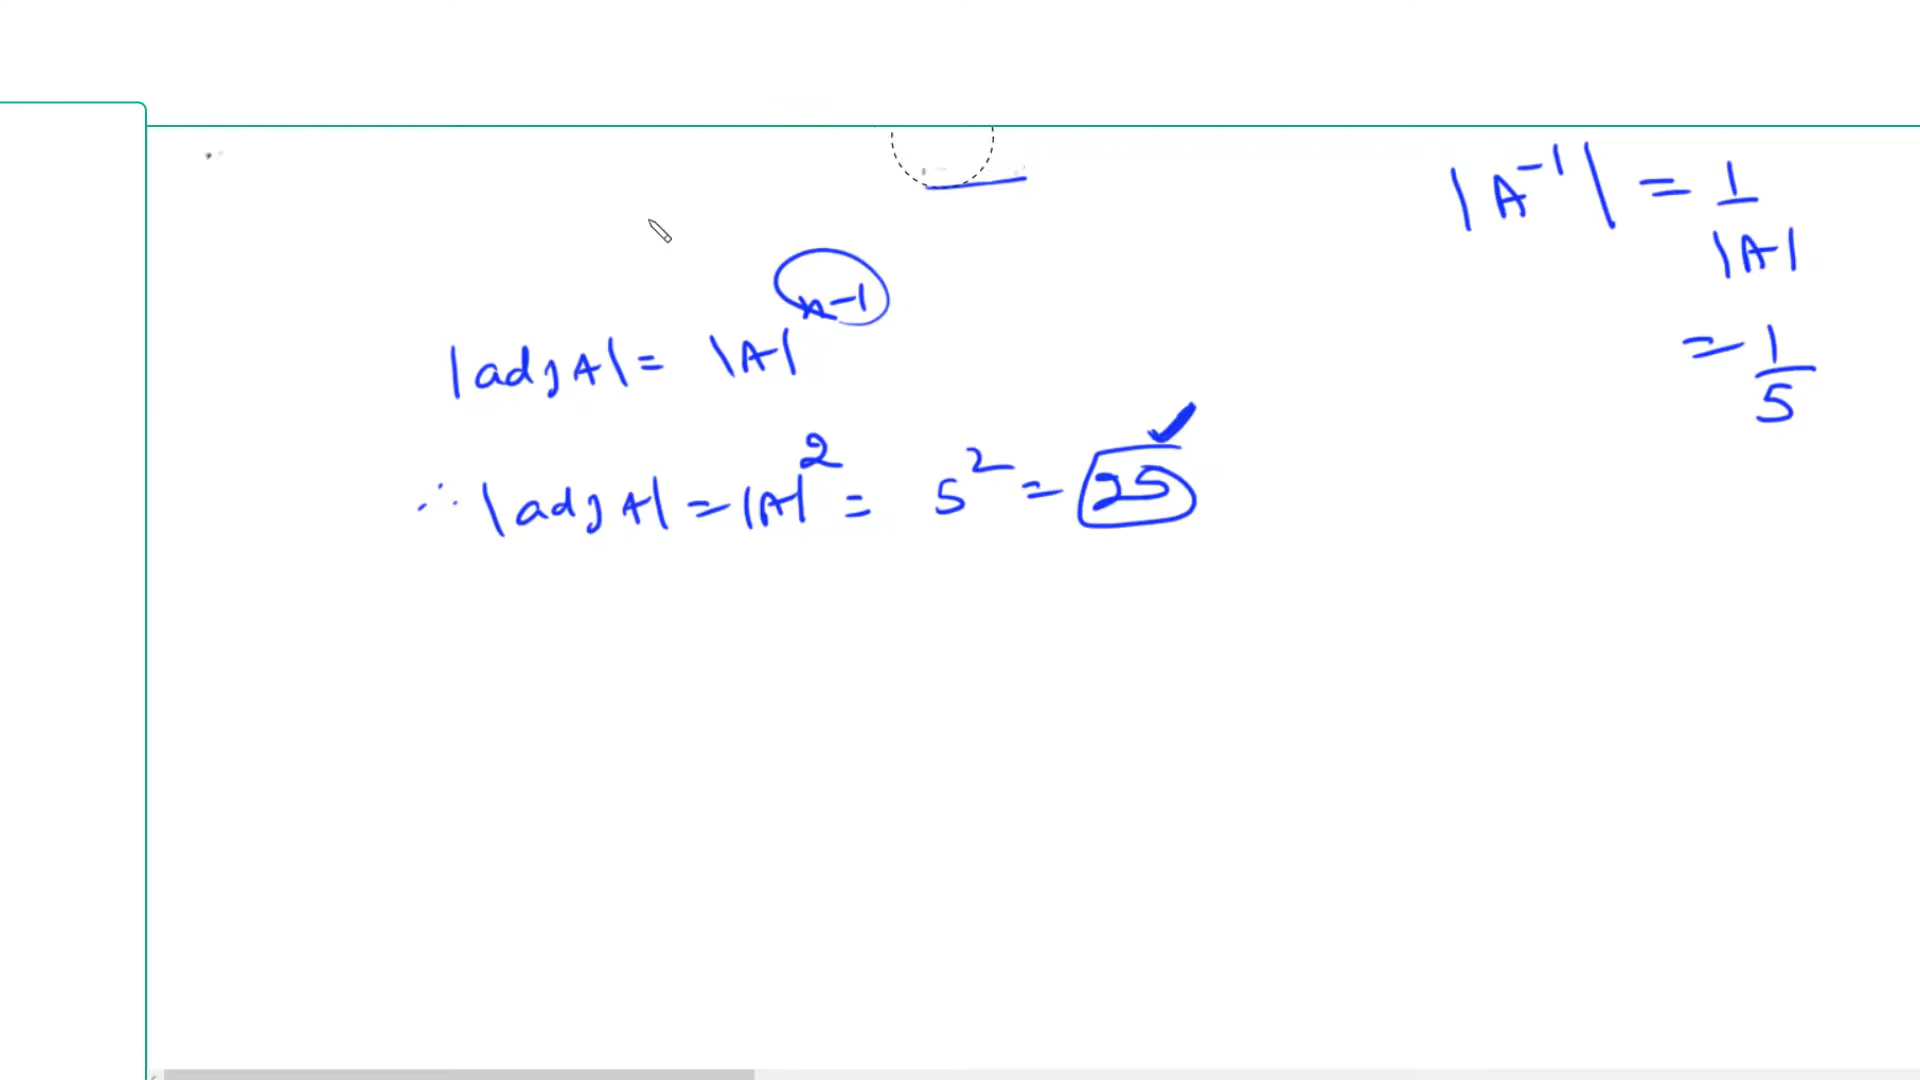 |adj A| = |A|^{n-1}
∴ |adj A| = |A|^2 = 5^2 = 25 ✓
|A^{-1}| = 1/|A|
= 1/5